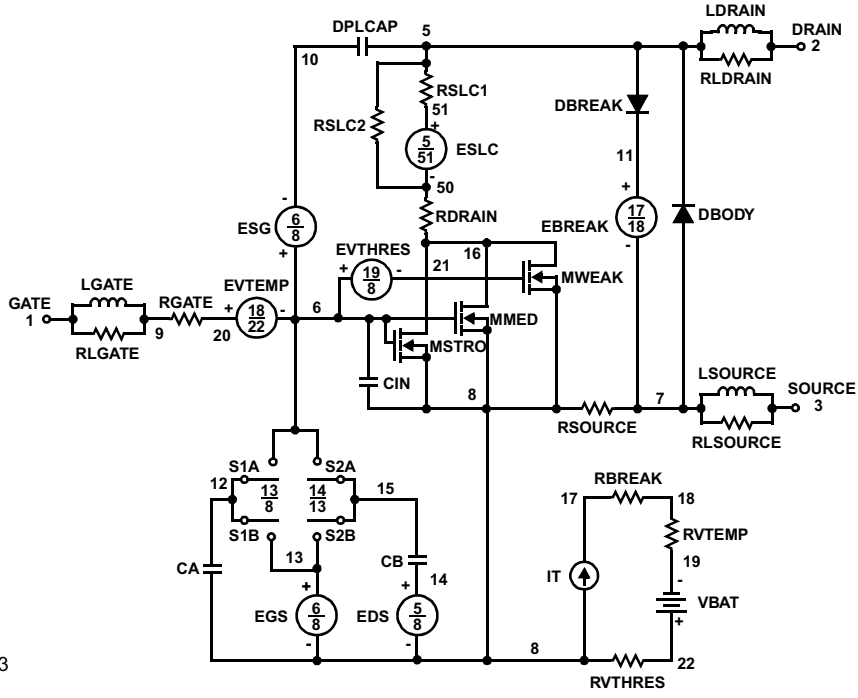 LDRAIN
DPLCAP 5 DRAIN
10 2
RLDRAIN
RSLC1
51
DBREAK
RSLC2
+
5
51
ESLC
-
50
11
-
+
6
8
ESG
+
RDRAIN
17
18
EBREAK
-
DBODY
EVTHRES
16
+
19
8
-
21
MWEAK
LGATE
EVTEMP
GATE
1
RGATE
+
18
22
-
6
MMED
9
20
MSTRO
RLGATE
CIN
LSOURCE
8
7
SOURCE
3
RSOURCE
RLSOURCE
S1A
S2A
12
13
8
14
13
15
RBREAK
17
18
S1B
S2B
RVTEMP
13
CB
19
CA
IT
14
-
+
+
VBAT
EGS
6
8
EDS
5
8
+
-
-
8
22
RVTHRES
3